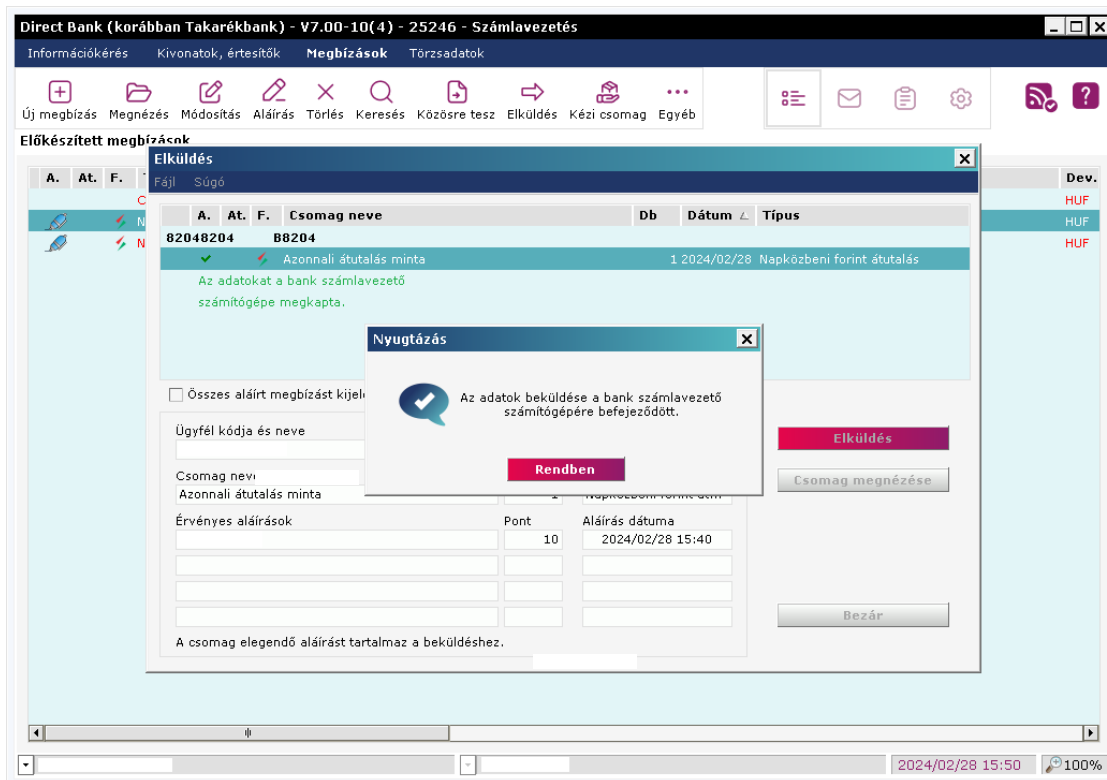 Direct Bank (korábban Takarékbank) - V7.00-10(4) - 25246 - Számlavezetés
Információkérés Kivonatok, értesítők Megbízások Törzsadatok
Új megbízás Megnézés Módosítás Aláírás Törlés Keresés Közösre tesz Elküldés Kézi csomag Egyéb
Előkészített megbízások
A. At. F. Dev.
HUF
N HUF
N HUF
Elküldés
Fájl Súgó
A. At. F. Csomag neve Db Dátum Típus
82048204 B8204
Azonnali átutalás minta 1 2024/02/28 Napközbeni forint átutalás
Az adatokat a bank számlavezető
számítógépe megkapta.
Nyugtázás
Az adatok beküldése a bank számlavezető
számítógépére befejeződött.
Rendben
Összes aláírt megbízást
Ügyfél kódja és neve
Elküldés
Csomag
Csomag megnézése
Azonnali átutalás minta 1
Érvényes aláírások Pont Aláírás dátuma
10 2024/02/28 15:40
A csomag elegendő aláírást tartalmaz a beküldéshez.
Bezár
2024/02/28 15:50 100%